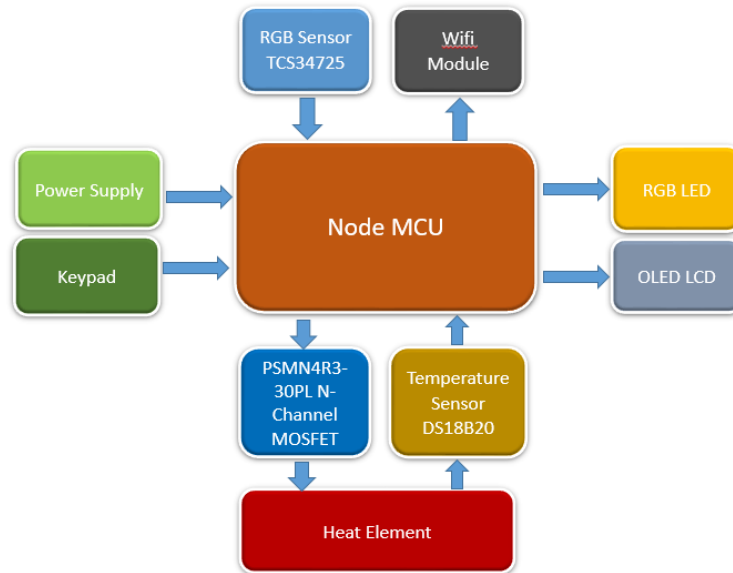 RGB Sensor
TCS34725
Wifi
Module
Power Supply
Node MCU
RGB LED
Keypad
OLED LCD
PSMN4R3-
30PL N-
Channel
MOSFET
Temperature
Sensor
DS18B20
Heat Element